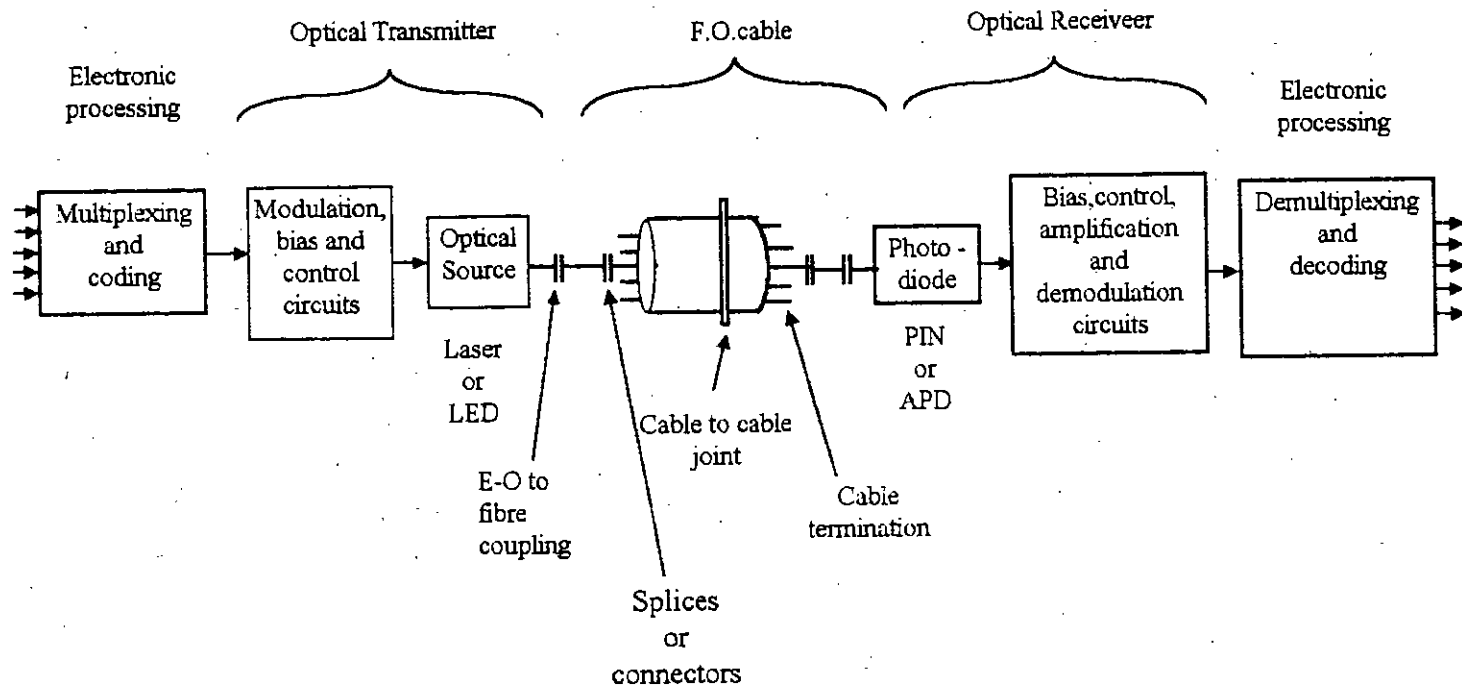 Optical Transmitter
F.O.cable
Optical Receiveer
Electronic
processing
Electronic
processing
Multiplexing
and
coding
Modulation,
bias and
control
circuits
Optical
Source
Photo -
diode
Bias,control,
amplification
and
demodulation
circuits
Demultiplexing
and
decoding
Laser
or
LED
PIN
or
APD
Cable to cable
joint
E-O to
fibre
coupling
Cable
termination
Splices
or
connectors